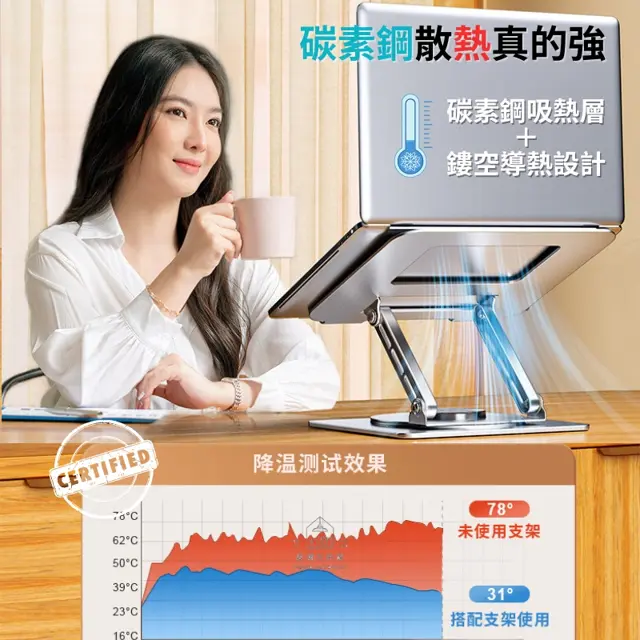 碳素鋼散熱真的強
碳素鋼吸熱層
+
鏤空導熱設計
CERTIFIED
降温测试效果
78°C
62°C
50°C
39°C
23°C
16°C
78°
未使用支架
31°
搭配支架使用